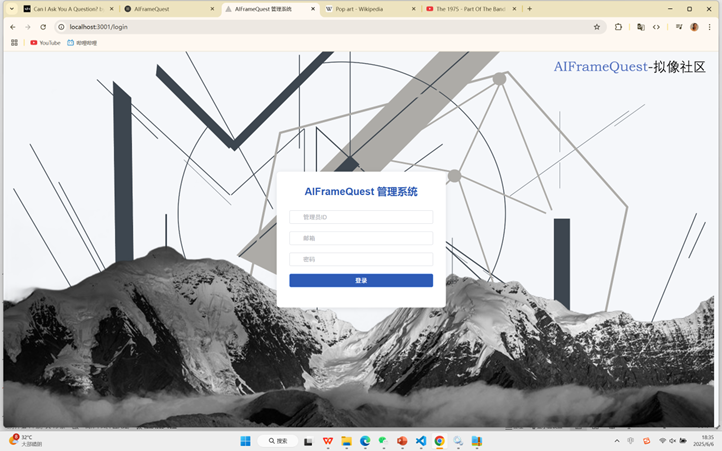 Can I Ask You A Question? (
AIFrameQuest
AIFrameQuest 管理系统
Pop art - Wikipedia
The 1975 - Part Of The Band
localhost:3001/login
YouTube
哔哩哔哩
AIFrameQuest-拟像社区
AIFrameQuest 管理系统
管理员ID
邮箱
密码
登录
32°C
大部晴朗
搜索
18:35
2025/6/6